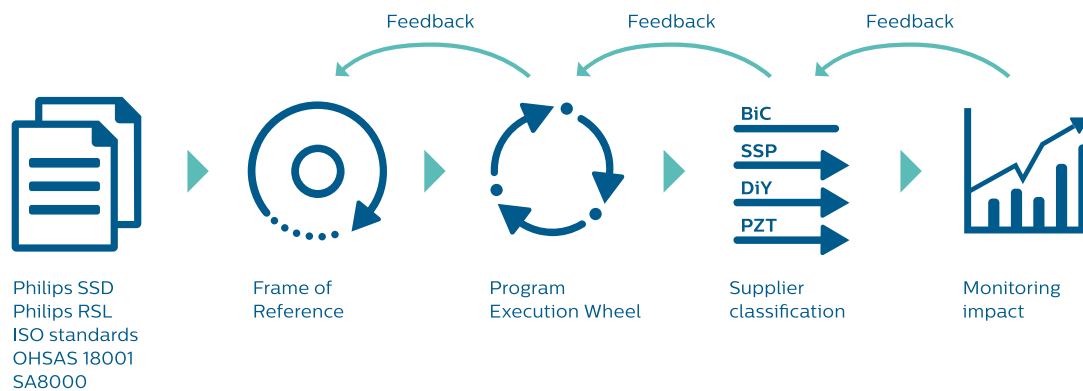 Feedback
Feedback
Feedback
BiC
SSP
DiY
PZT
Philips SSD
Philips RSL
ISO standards
OHSAS 18001
SA8000
Frame of
Reference
Program
Execution Wheel
Supplier
classification
Monitoring
impact